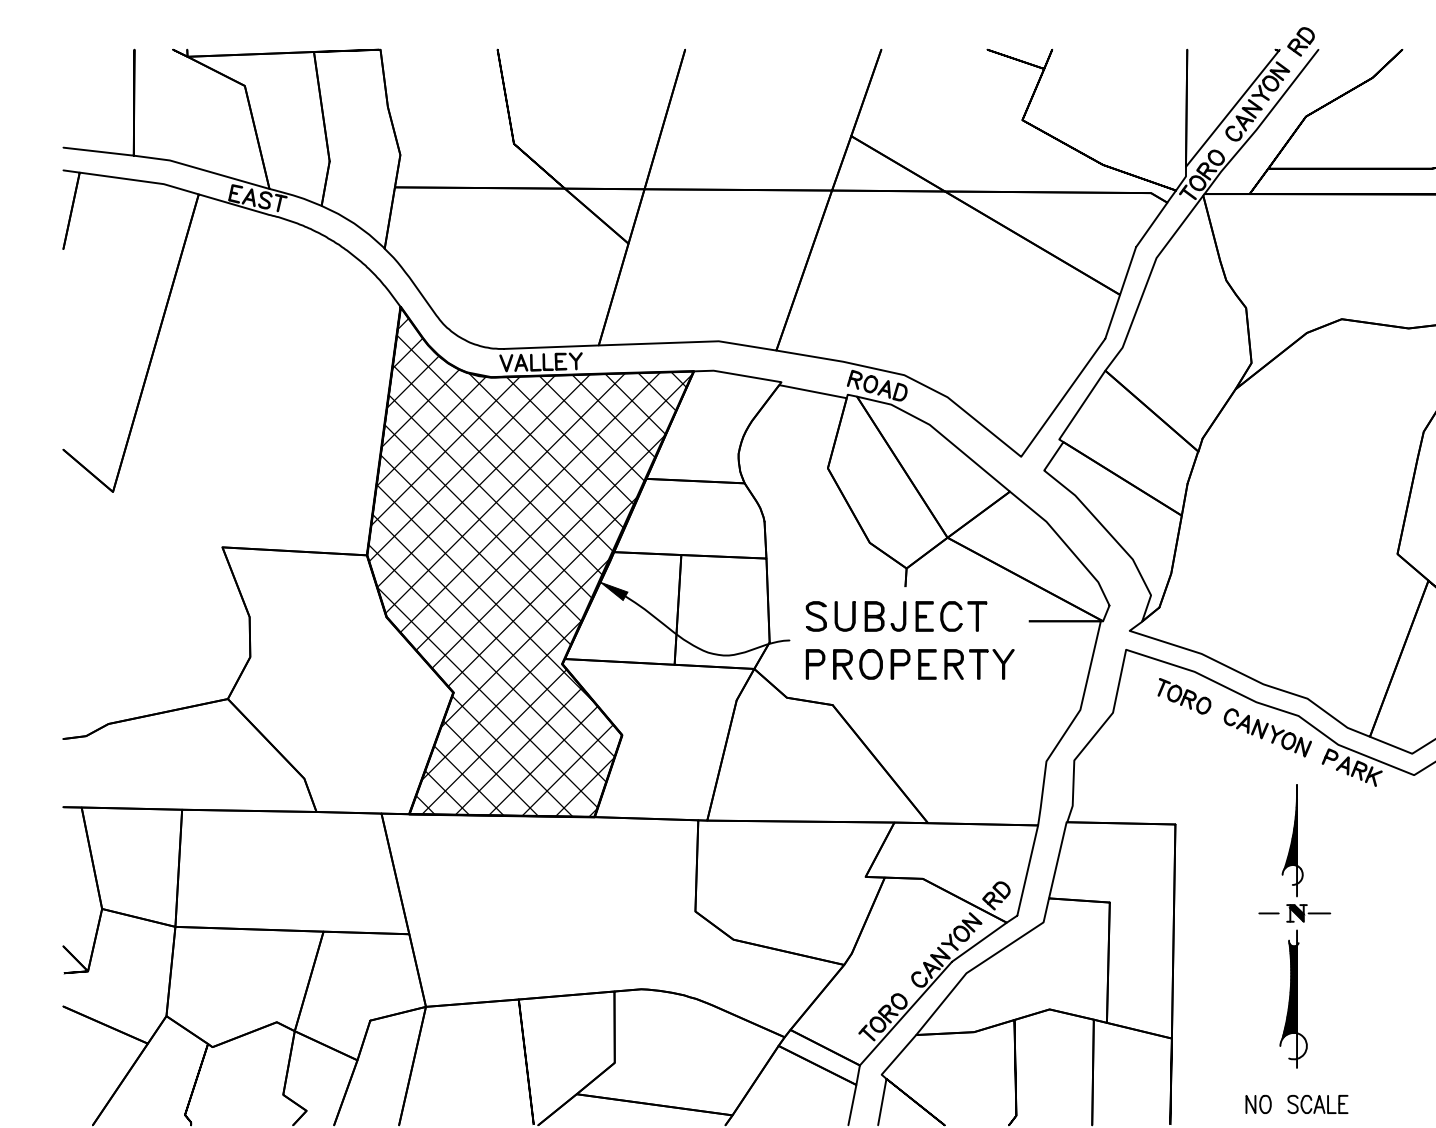 TORO CANYON RD
EAST
VALLEY
ROAD
SUBJECT
PROPERTY
TORO CANYON PARK
TORO CANYON RD
N
NO SCALE